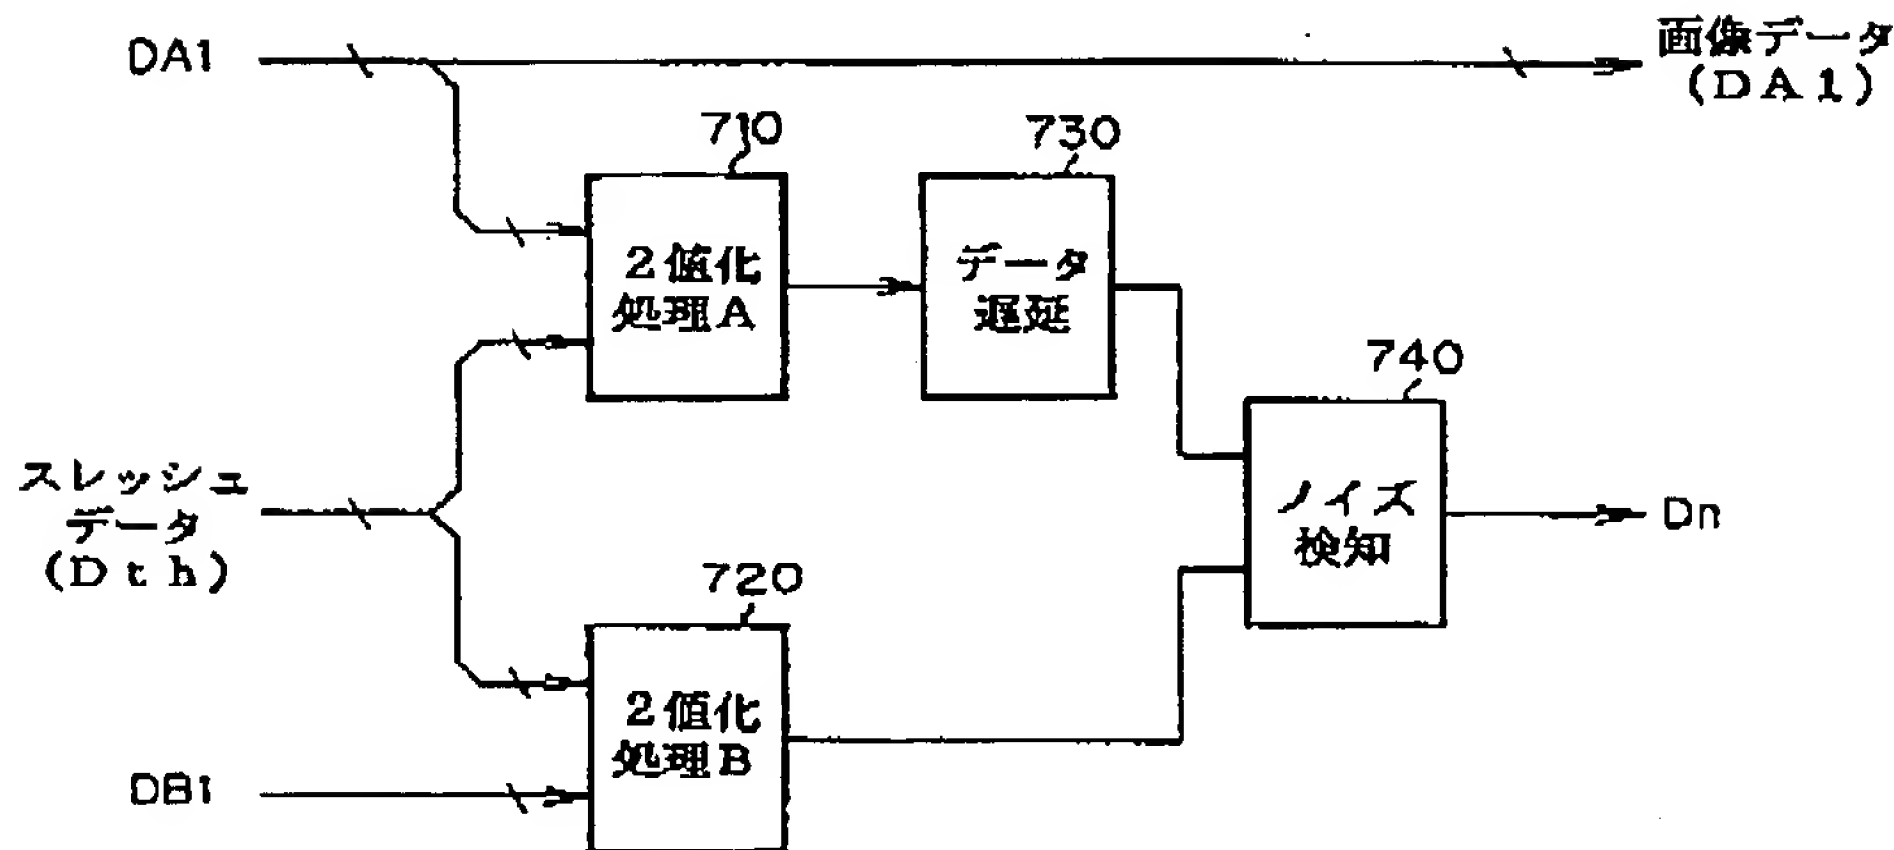 DA1
画像データ
(DA1)
710
730
2値化
処理A
データ
遅延
740
スレッシュ
データ
(Dth)
ノイズ
検知
Dn
720
2値化
処理B
DB1